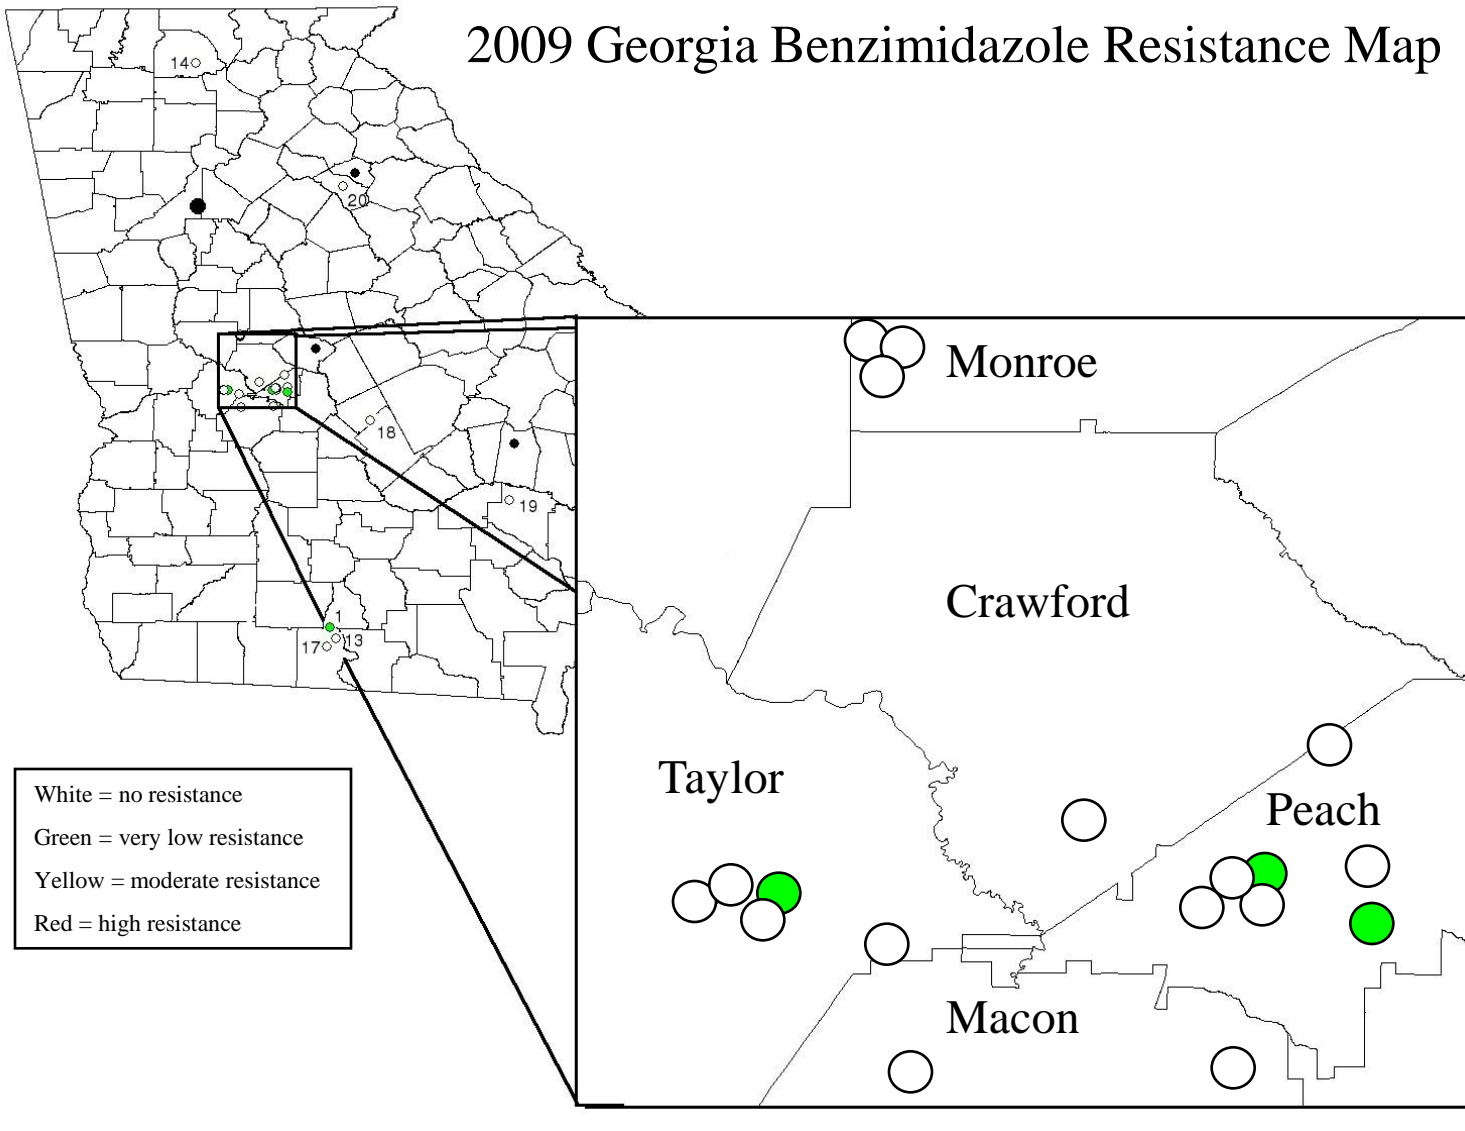 2009 Georgia Benzimidazole Resistance Map
14
20
Monroe
18
19
Crawford
1
13
17
Taylor
Peach
White = no resistance
Green = very low resistance
Yellow = moderate resistance
Red = high resistance
Macon